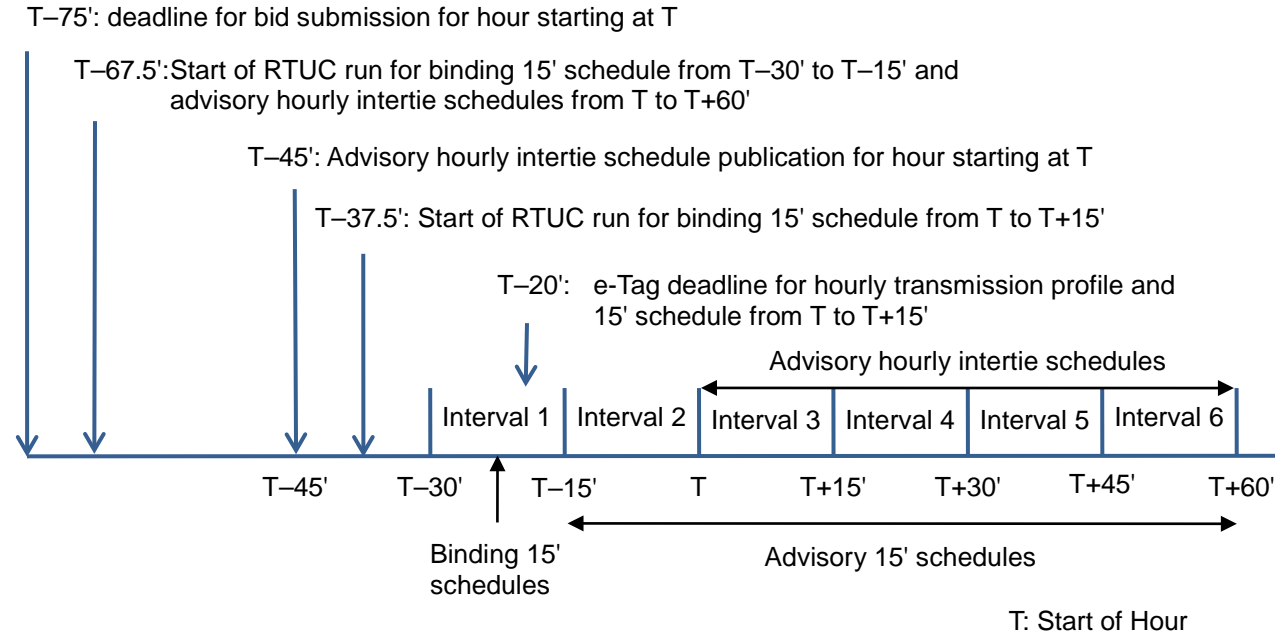 T–75': deadline for bid submission for hour starting at T
T–67.5':Start of RTUC run for binding 15' schedule from T–30' to T–15' and
advisory hourly intertie schedules from T to T+60'
T–45': Advisory hourly intertie schedule publication for hour starting at T
T–37.5': Start of RTUC run for binding 15' schedule from T to T+15'
T–20': e-Tag deadline for hourly transmission profile and
15' schedule from T to T+15'
Advisory hourly intertie schedules
Interval 1 Interval 2 Interval 3 Interval 4 Interval 5 Interval 6
T–45' T–30' T–15' T T+15' T+30' T+45' T+60'
Binding 15'
schedules
Advisory 15' schedules
T: Start of Hour